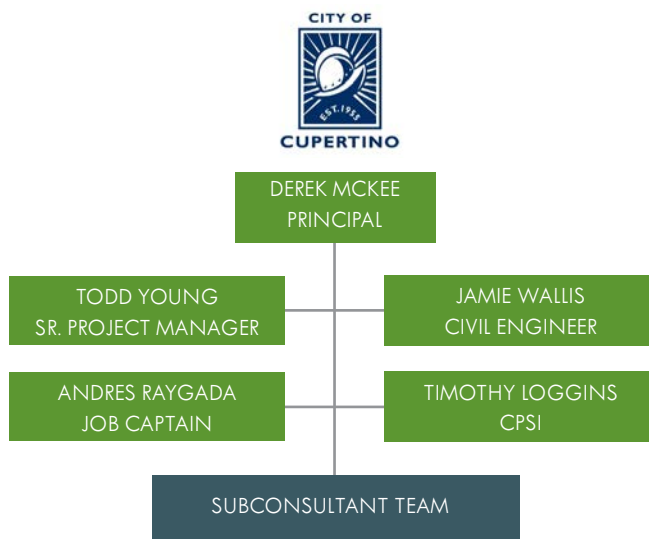 CITY OF
EST. 1955
CUPERTINO
DEREK MCKEE
PRINCIPAL
TODD YOUNG
SR. PROJECT MANAGER
JAMIE WALLIS
CIVIL ENGINEER
ANDRES RAYGADA
JOB CAPTAIN
TIMOTHY LOGGINS
CPSI
SUBCONSULTANT TEAM